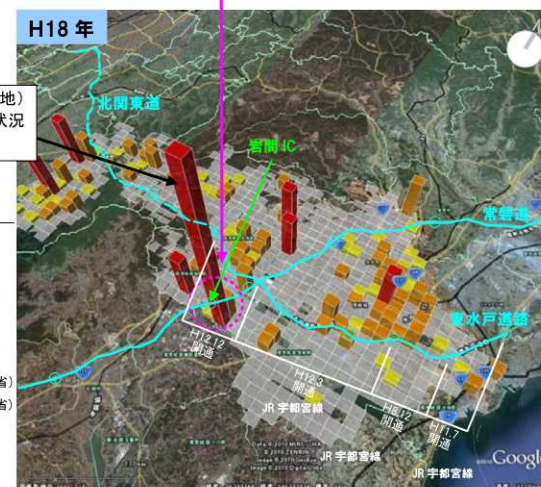 H18 年
地)
状況
北関東道
岩間 IC
常磐道
東水戸道路
H12.12
開通
H12.3
開通
H8.12
開通
H11.7
開通
省)
省)
JR 宇都宮線
JR 宇都宮線
JR 宇都宮線
Google